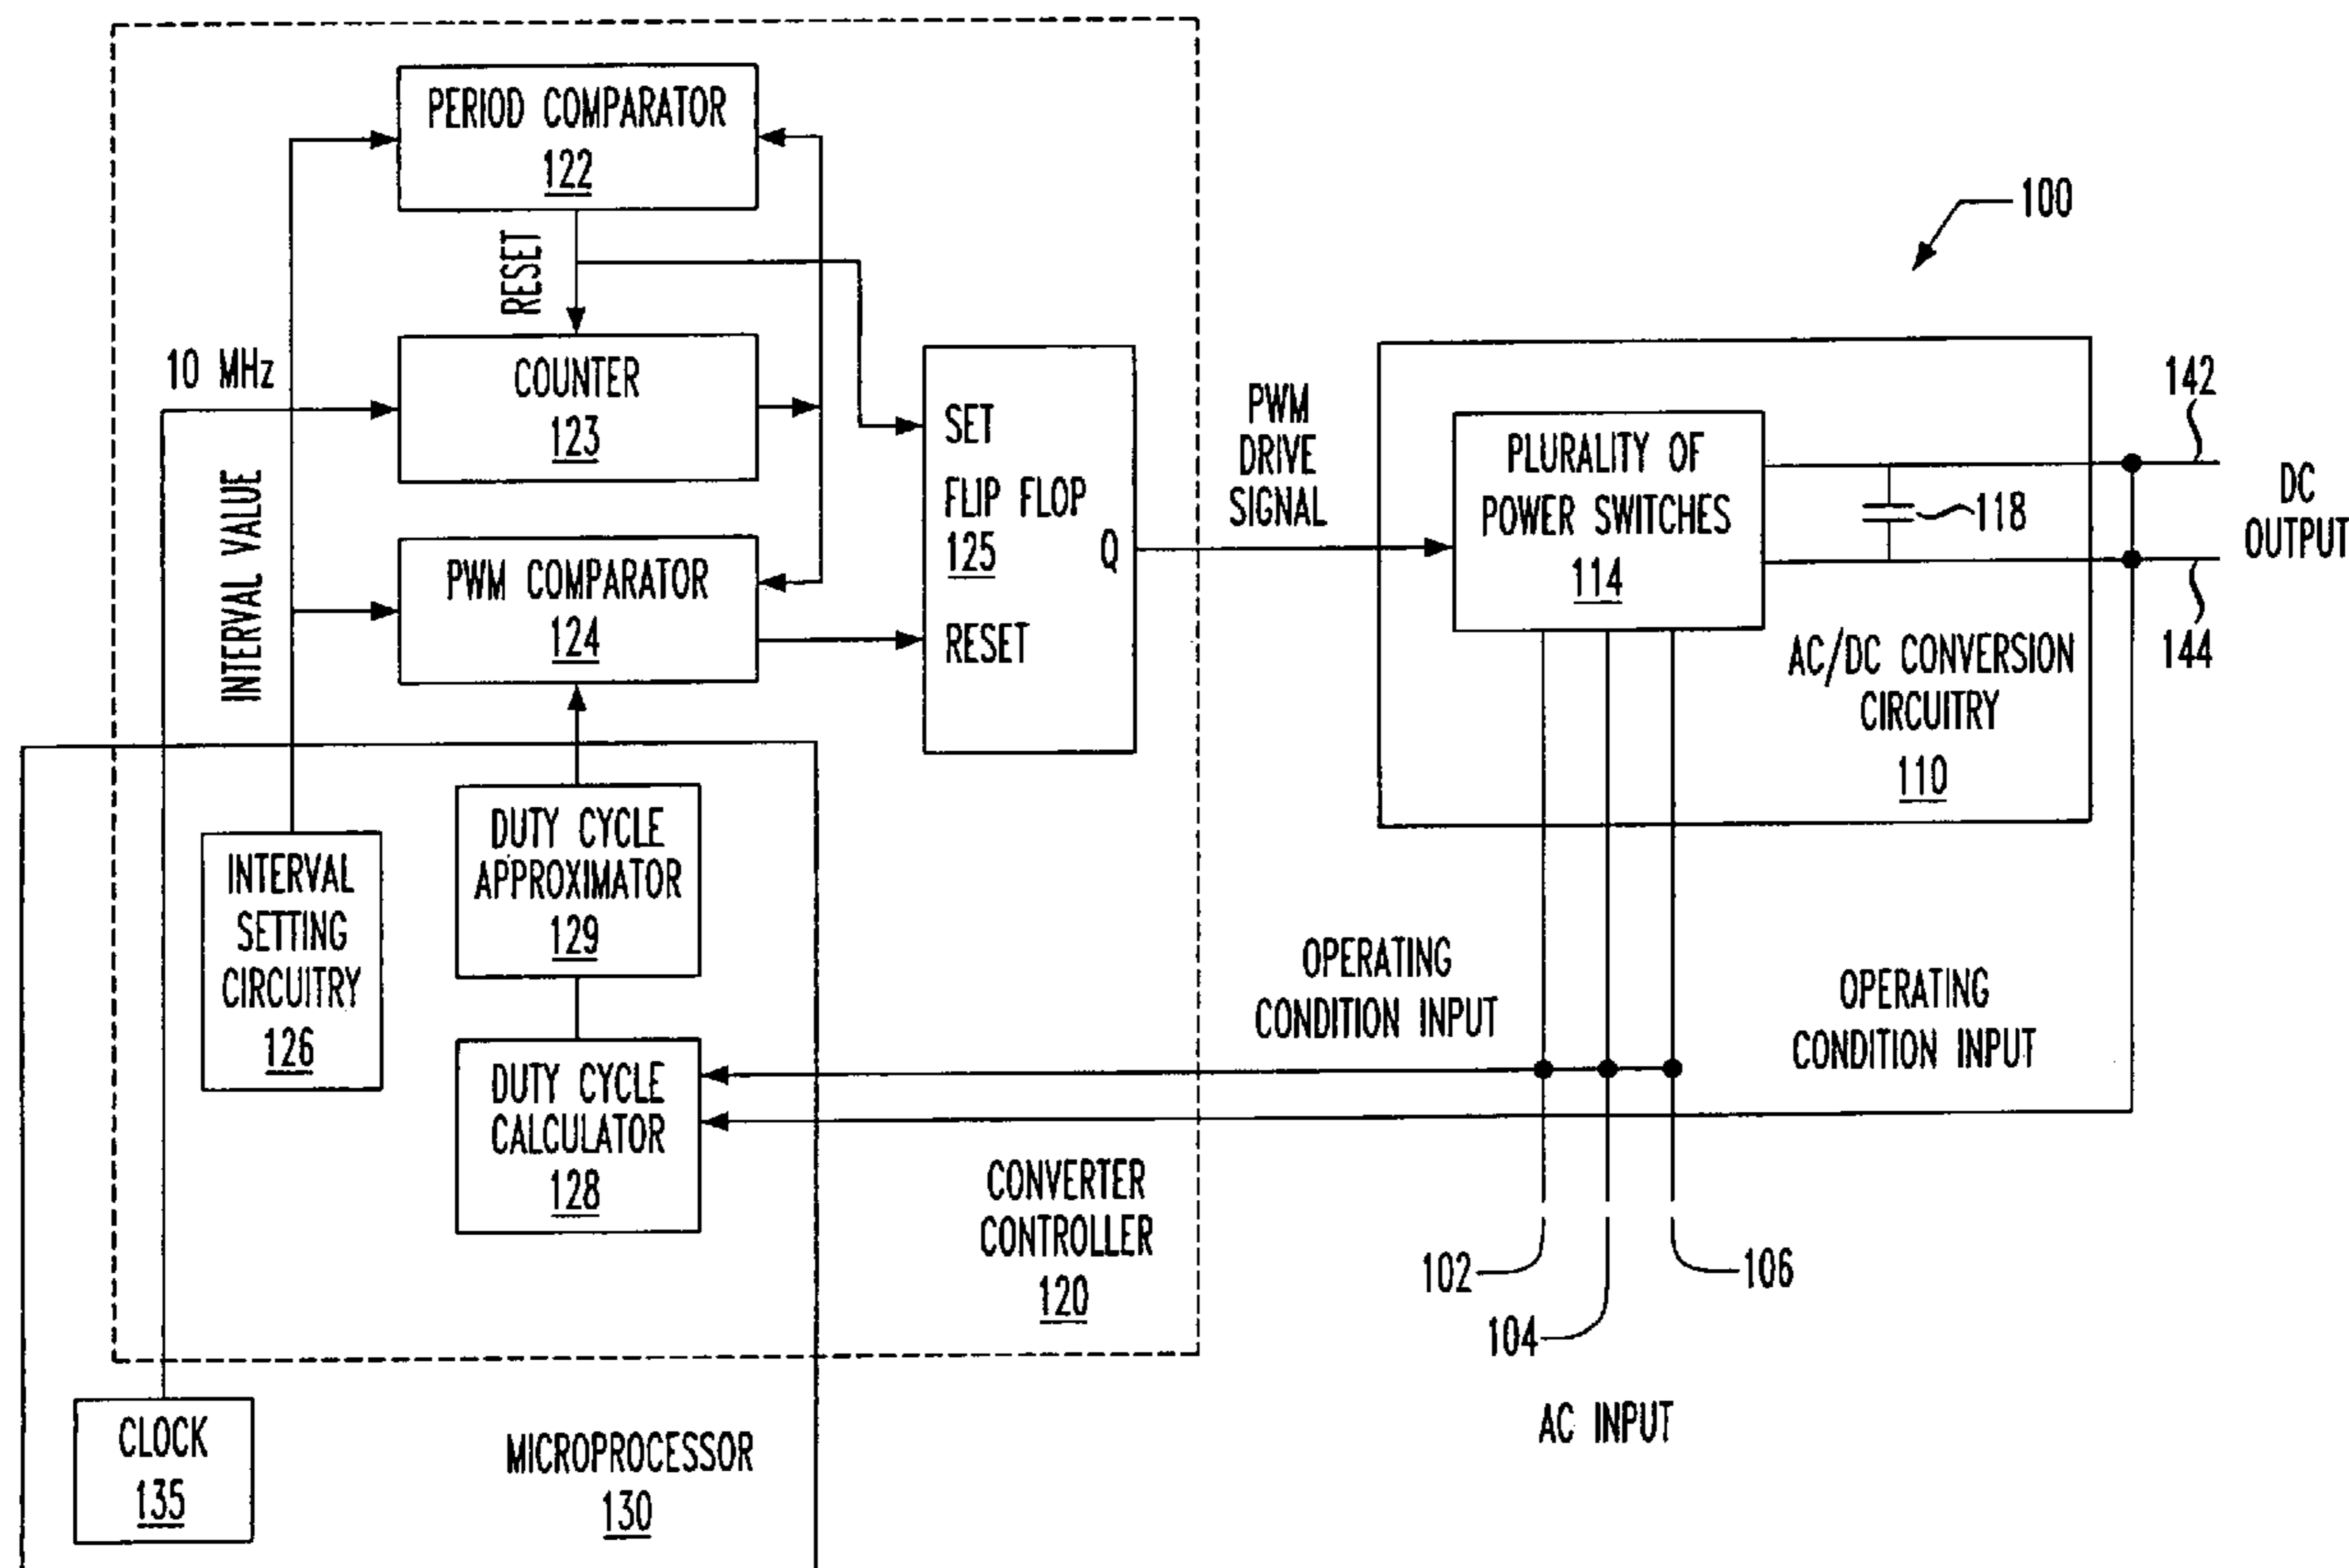 PERIOD COMPARATOR
122
RESET
10 MHz
COUNTER
123
INTERVAL VALUE
PWM COMPARATOR
124
SET
FLIP FLOP
125
Q
RESET
PWM
DRIVE
SIGNAL
100
PLURALITY OF
POWER SWITCHES
114
118
142
DC
OUTPUT
144
AC/DC CONVERSION
CIRCUITRY
110
INTERVAL
SETTING
CIRCUITRY
126
DUTY CYCLE
APPROXIMATOR
129
DUTY CYCLE
CALCULATOR
128
OPERATING
CONDITION INPUT
OPERATING
CONDITION INPUT
CONVERTER
CONTROLLER
120
102
104
106
AC INPUT
CLOCK
135
MICROPROCESSOR
130